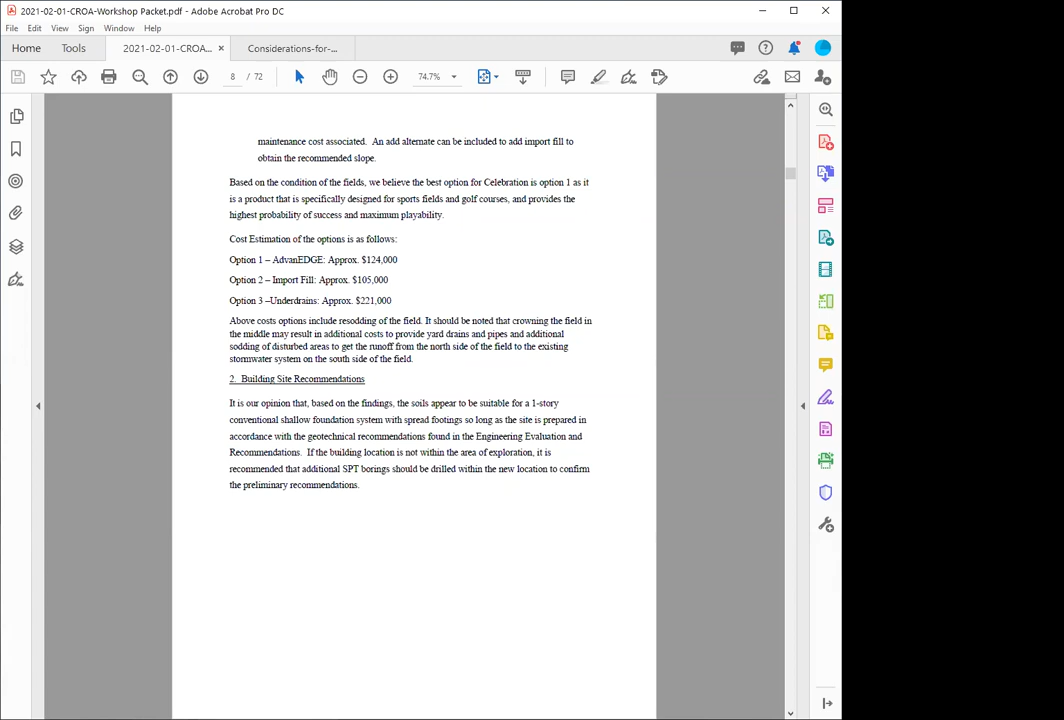 2021-02-01-CROA-Workshop Packet.pdf - Adobe Acrobat Pro DC
File Edit View Sign Window Help
Home Tools 2021-02-01-CROA... × Considerations-for-...
8 / 72 74.7%
maintenance cost associated. An add alternate can be included to add import fill to
obtain the recommended slope.
Based on the condition of the fields, we believe the best option for Celebration is option 1 as it
is a product that is specifically designed for sports fields and golf courses, and provides the
highest probability of success and maximum playability.
Cost Estimation of the options is as follows:
Option 1 – AdvanEDGE: Approx. $124,000
Option 2 – Import Fill: Approx. $105,000
Option 3 –Underdrains: Approx. $221,000
Above costs options include resodding of the field. It should be noted that crowning the field in
the middle may result in additional costs to provide yard drains and pipes and additional
sodding of disturbed areas to get the runoff from the north side of the field to the existing
stormwater system on the south side of the field.
2. Building Site Recommendations
It is our opinion that, based on the findings, the soils appear to be suitable for a 1-story
conventional shallow foundation system with spread footings so long as the site is prepared in
accordance with the geotechnical recommendations found in the Engineering Evaluation and
Recommendations. If the building location is not within the area of exploration, it is
recommended that additional SPT borings should be drilled within the new location to confirm
the preliminary recommendations.